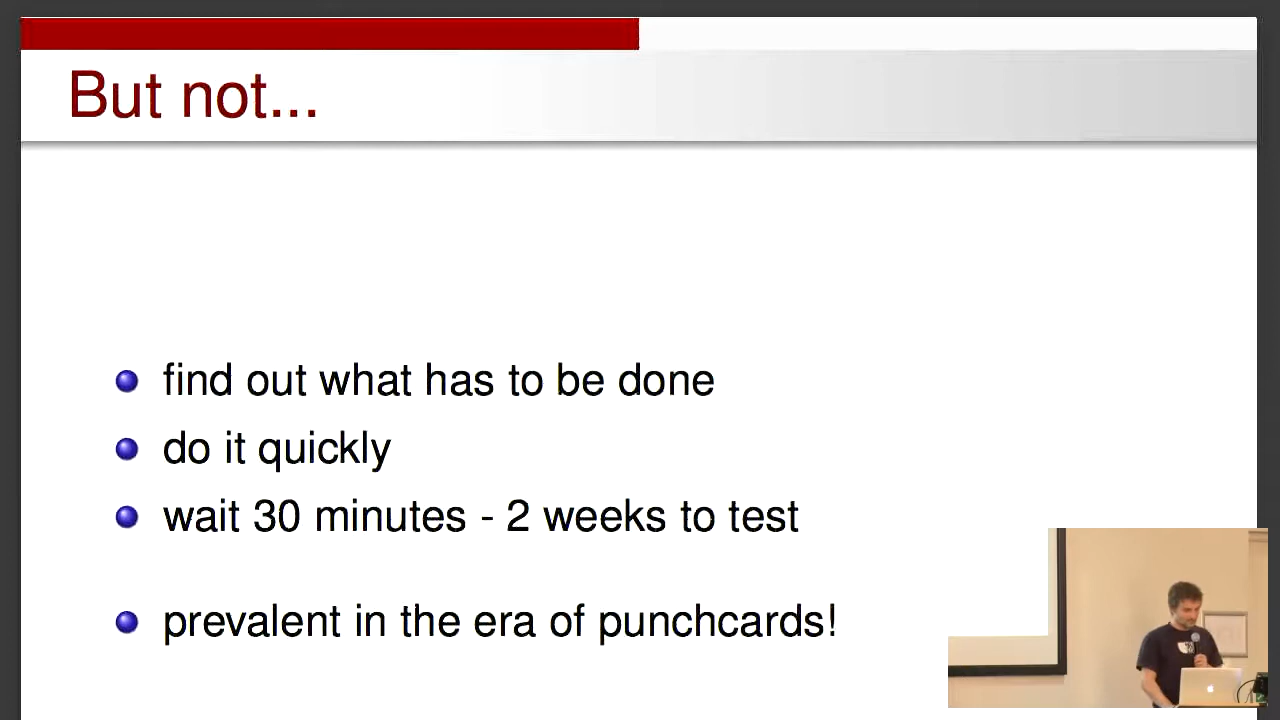 But not...
find out what has to be done
do it quickly
wait 30 minutes - 2 weeks to test
prevalent in the era of punchcards!